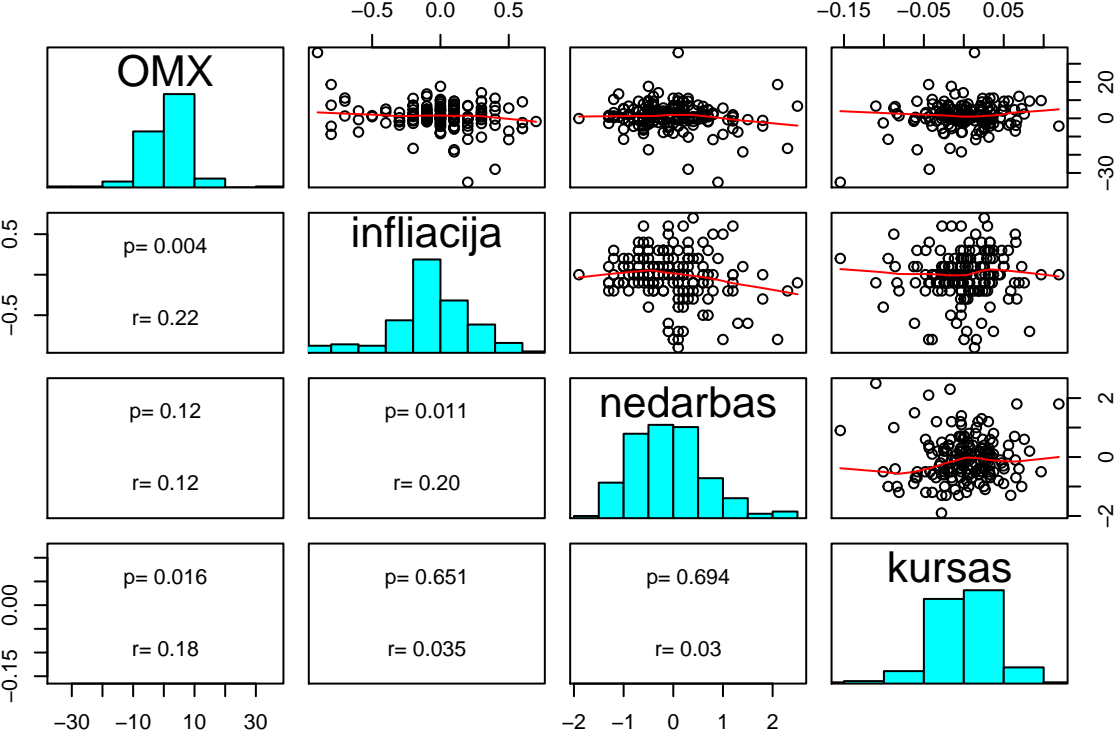 −0.5 0.0 0.5
−0.15 −0.05 0.05
OMX
−30 0 20
−0.5 0.5
infliacija
p= 0.004
r= 0.22
nedarbas
p= 0.12
r= 0.12
p= 0.011
r= 0.20
−2 0 2
−0.15 0.00
kursas
p= 0.016
r= 0.18
p= 0.651
r= 0.035
p= 0.694
r= 0.03
−30 −10 10 30
−2 −1 0 1 2